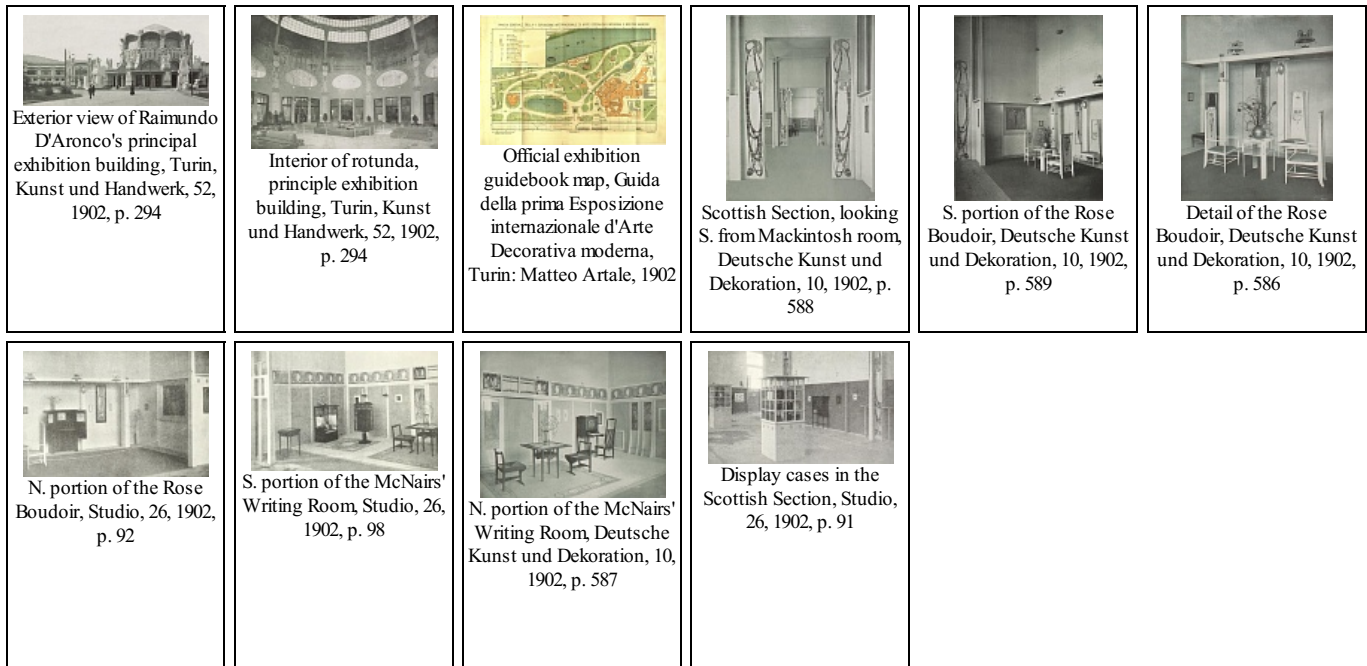 Exterior view of Raimundo
D'Aronco's principal
exhibition building, Turin,
Kunst und Handwerk, 52,
1902, p. 294
Interior of rotunda,
principle exhibition
building, Turin, Kunst
und Handwerk, 52, 1902,
p. 294
Official exhibition
guidebook map, Guida
della prima Esposizione
internazionale d'Arte
Decorativa moderna,
Turin: Matteo Artale, 1902
Scottish Section, looking
S. from Mackintosh room,
Deutsche Kunst und
Dekoration, 10, 1902, p.
588
S. portion of the Rose
Boudoir, Deutsche Kunst
und Dekoration, 10, 1902,
p. 589
Detail of the Rose
Boudoir, Deutsche Kunst
und Dekoration, 10, 1902,
p. 586
N. portion of the Rose
Boudoir, Studio, 26, 1902,
p. 92
S. portion of the McNairs'
Writing Room, Studio, 26,
1902, p. 98
N. portion of the McNairs'
Writing Room, Deutsche
Kunst und Dekoration, 10,
1902, p. 587
Display cases in the
Scottish Section, Studio,
26, 1902, p. 91